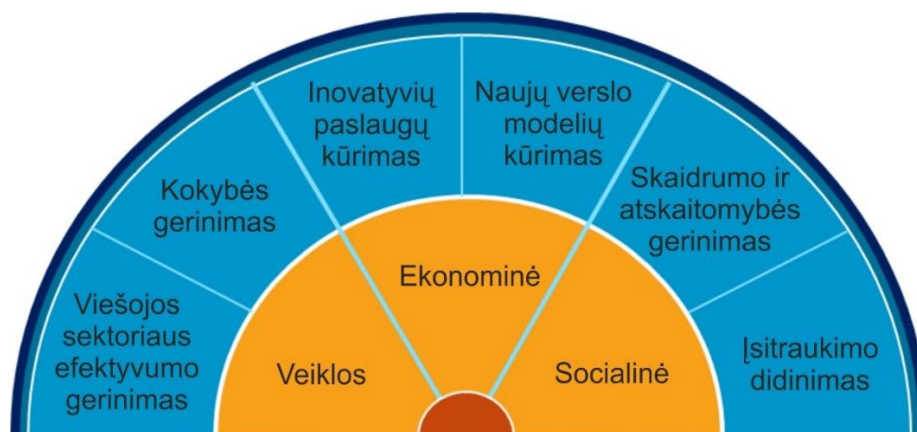 Inovatyvių
paslaugų
kūrimas
Naujų verslo
modelių
kūrimas
Kokybės
gerinimas
Skaidrumo ir
atskaitomybės
gerinimas
Viešojos
sektoriaus
efektyvumo
gerinimas
Įsitraukimo
didinimas
Ekonominė
Veiklos
Socialinė